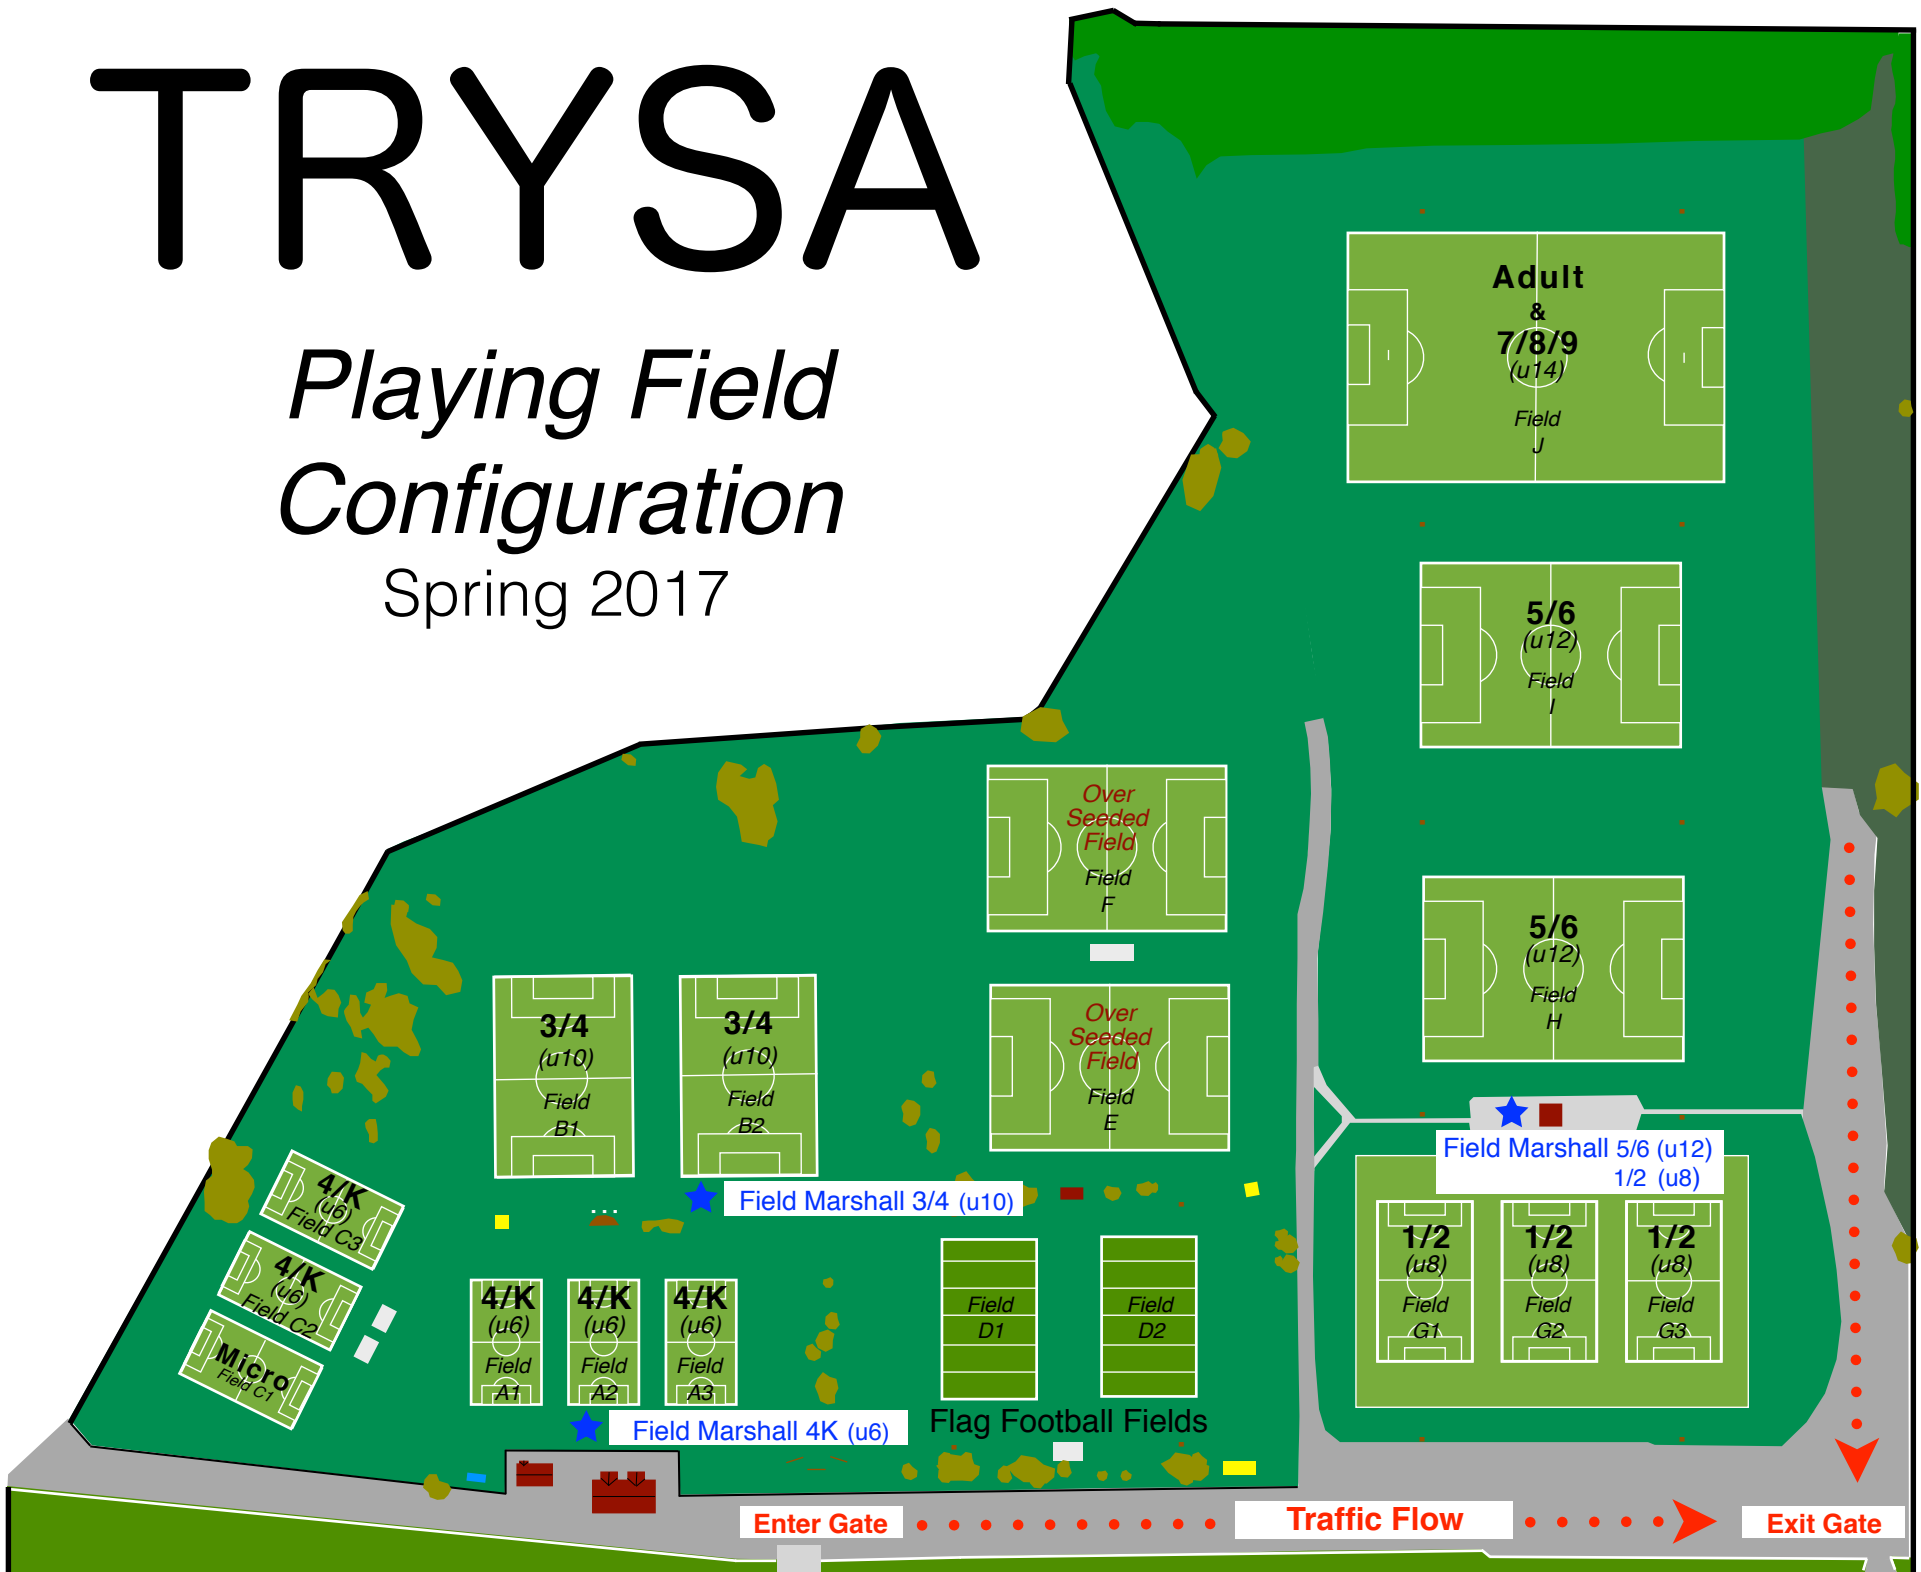 TRYSA
Playing Field
Configuration
Spring 2017
Adult
&
7/8/9
(u14)
Field
J
5/6
(u12)
Field
I
Over
Seeded
Field
Field
F
5/6
(u12)
Field
H
3/4
(u10)
Field
B1
3/4
(u10)
Field
B2
Over
Seeded
Field
Field
E
Field Marshall 5/6 (u12)
1/2 (u8)
Field Marshall 3/4 (u10)
4/K
(u6)
Field C3
4/K
(u6)
Field C2
Micro
Field C1
4/K
(u6)
Field
A1
4/K
(u6)
Field
A2
4/K
(u6)
Field
A3
Field
D1
Field
D2
1/2
(u8)
Field
G1
1/2
(u8)
Field
G2
1/2
(u8)
Field
G3
Field Marshall 4K (u6)
Flag Football Fields
Enter Gate
Traffic Flow
Exit Gate